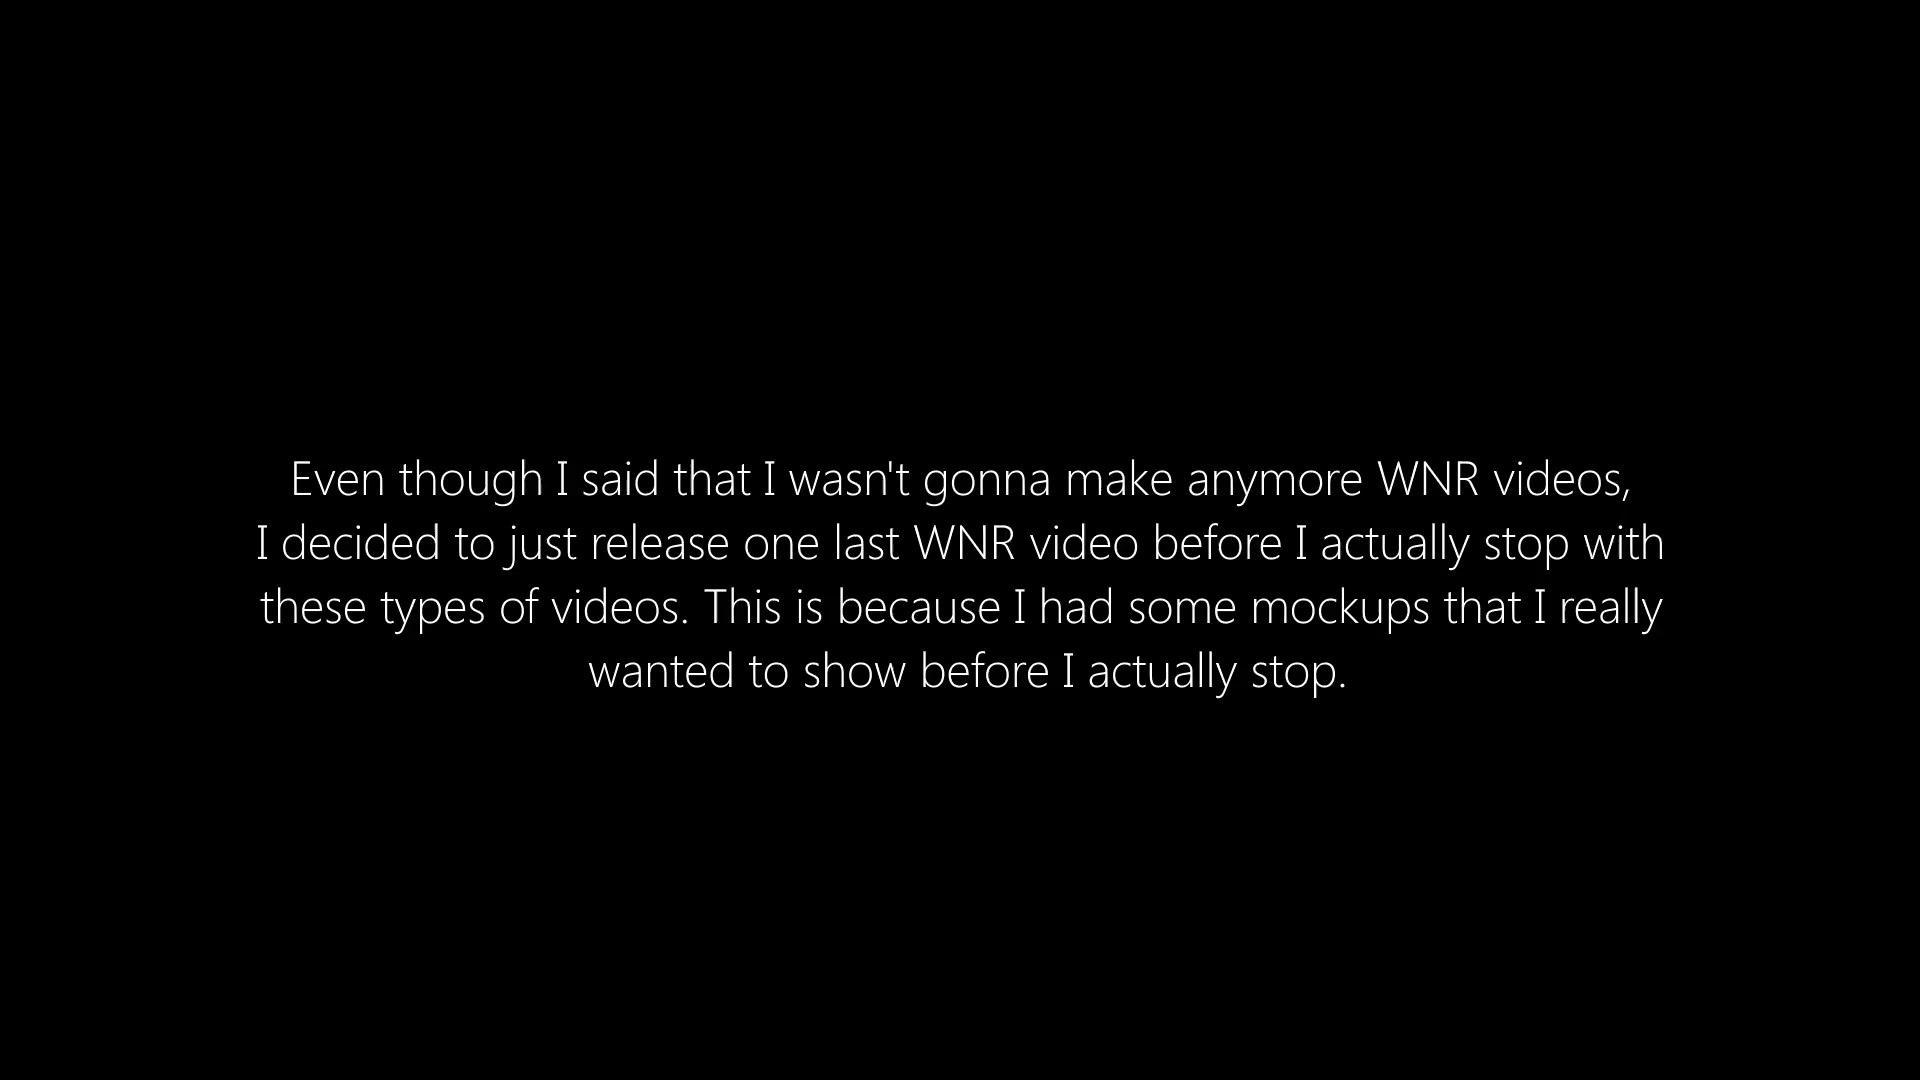 Even though I said that I wasn't gonna make anymore WNR videos,
I decided to just release one last WNR video before I actually stop with
these types of videos. This is because I had some mockups that I really
wanted to show before I actually stop.